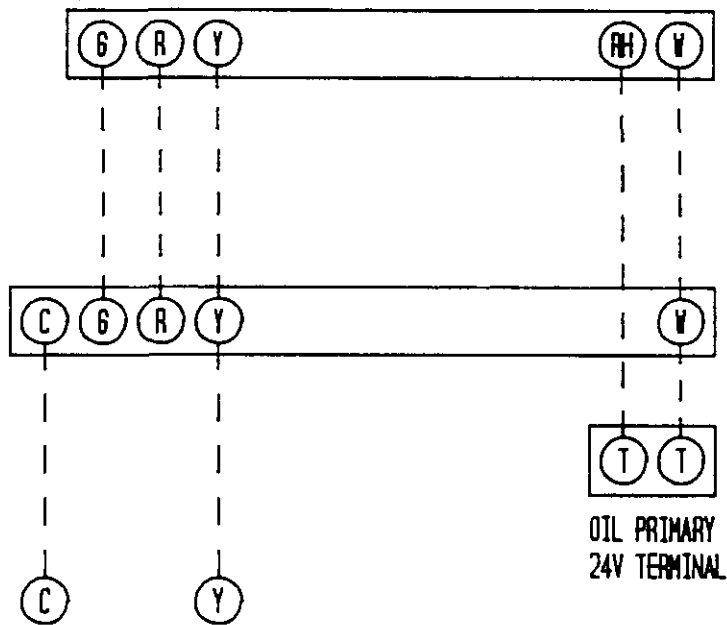 G R Y RH W
C G R Y W
T T
OIL PRIMARY
24V TERMINAL
C Y